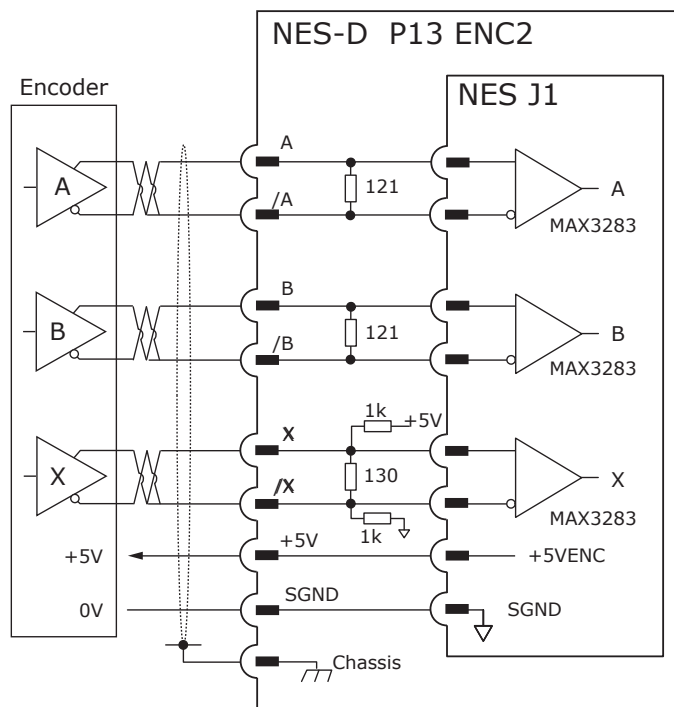 NES-D P13 ENC2
Encoder
NES J1
A
A
/A
121
A
MAX3283
B
B
/B
121
B
MAX3283
X
X
/X
1k
+5V
130
1k
X
MAX3283
+5V
+5V
+5VENC
0V
SGND
SGND
Chassis